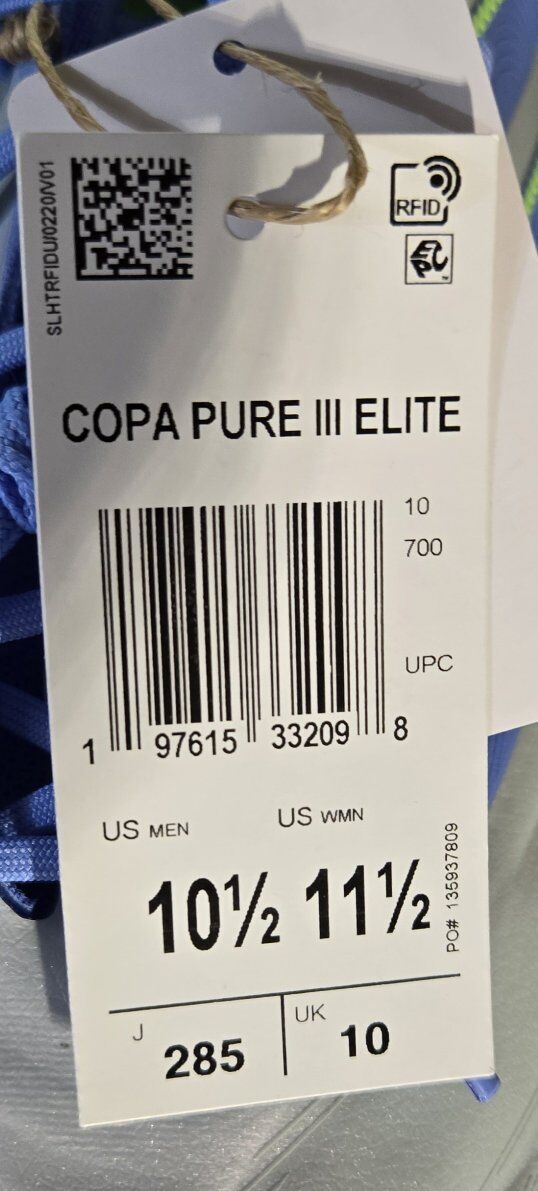 SLHTRFIDU/0220/V01
RFID
EPC
™
COPA PURE III ELITE
10
700
UPC
1 97615 33209 8
US MEN US WMN
10½ 11½
PO# 135937809
J 285 UK 10